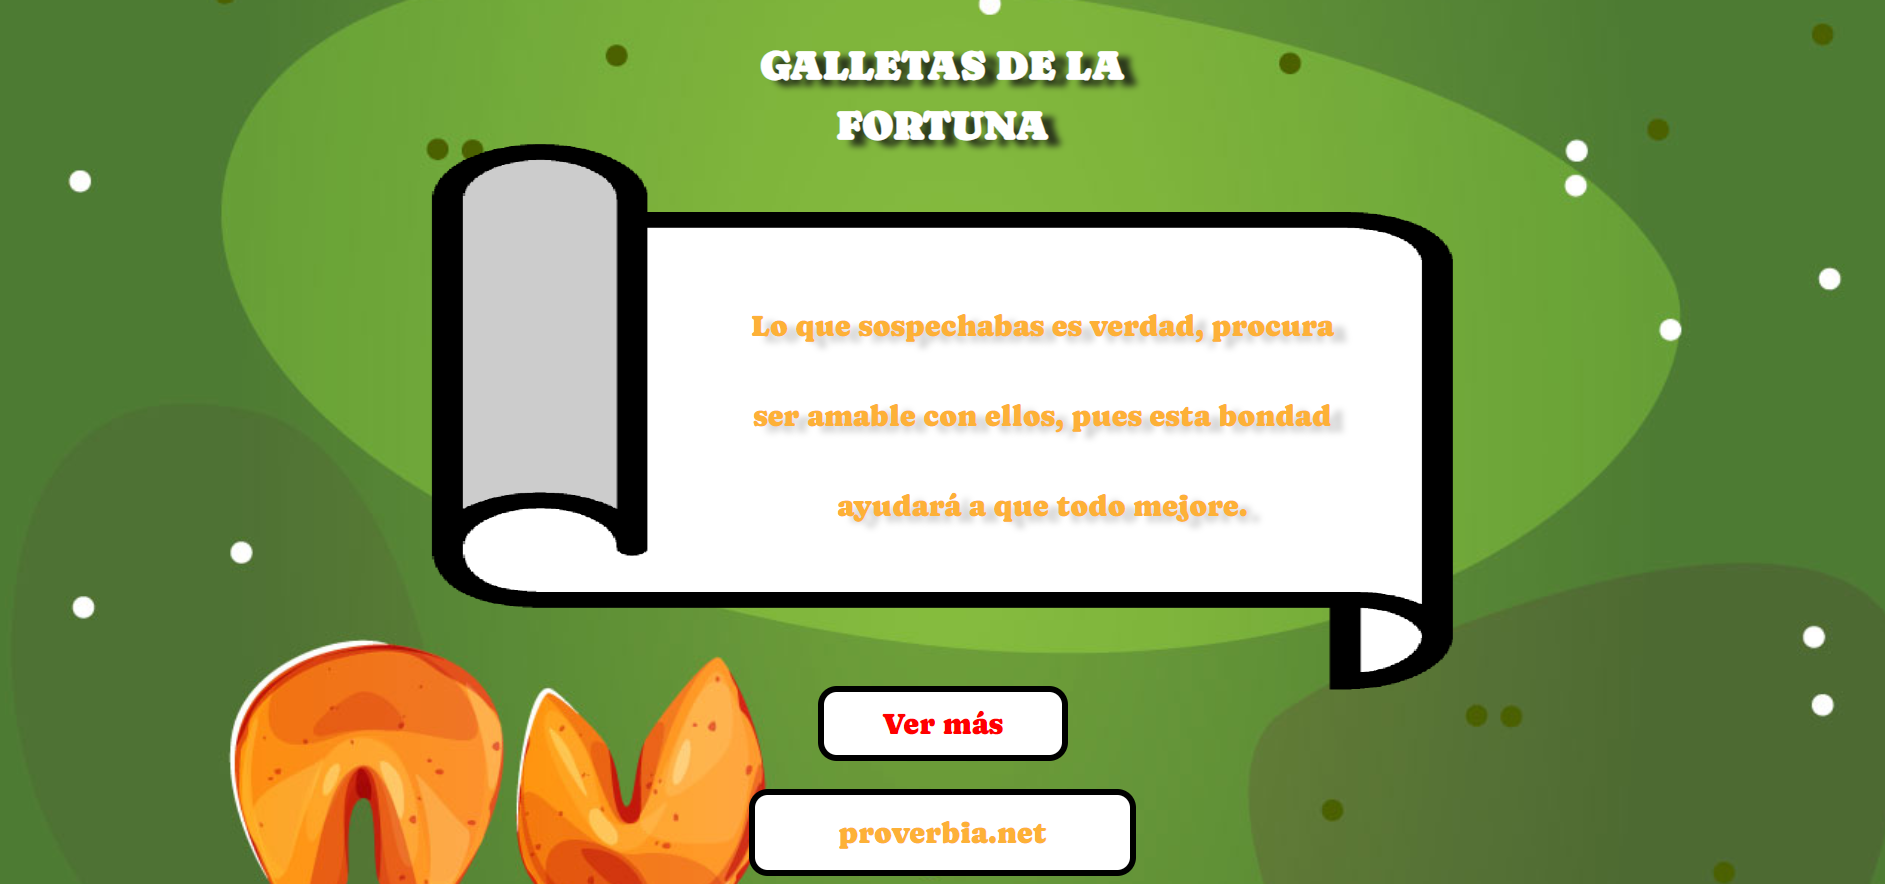 GALLETAS DE LA
FORTUNA
Lo que sospechabas es verdad, procura
ser amable con ellos, pues esta bondad
ayudará a que todo mejore.
Ver más
proverbia.net